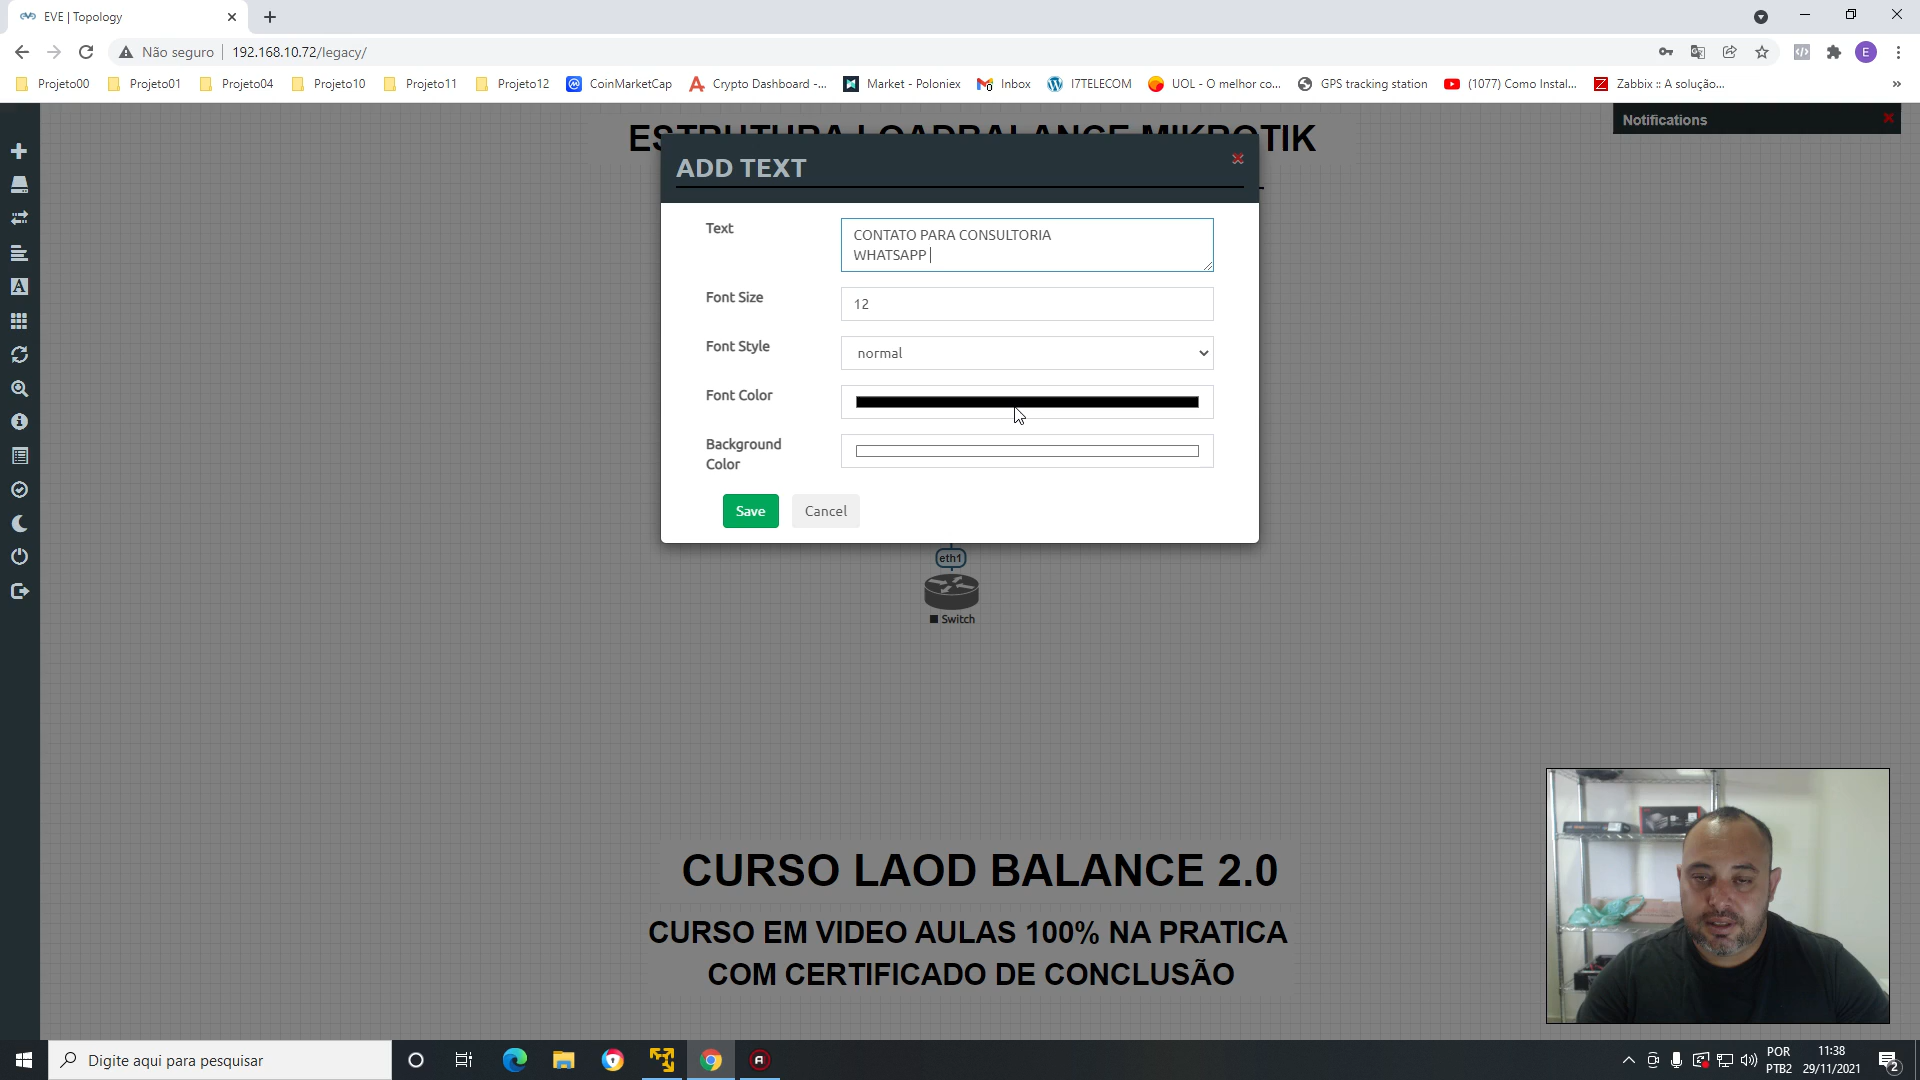 EVE | Topology
Não seguro
192.168.10.72/legacy/
E
Projeto00
Projeto01
Projeto04
Projeto10
Projeto11
Projeto12
CoinMarketCap
Crypto Dashboard -...
Market - Poloniex
Inbox
I7TELECOM
UOL - O melhor co...
GPS tracking station
(1077) Como Instal...
Zabbix :: A solução...
»
TIK
Notifications
ADD TEXT
Text
CONTATO PARA CONSULTORIA
WHATSAPP
Font Size
12
Font Style
normal
Font Color
Background
Color
Save
Cancel
eth1
Switch
CURSO LAOD BALANCE 2.0
CURSO EM VIDEO AULAS 100% NA PRATICA
COM CERTIFICADO DE CONCLUSÃO
Digite aqui para pesquisar
POR
PTB2
11:38
29/11/2021
2